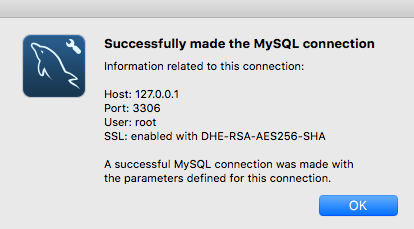 Successfully made the MySQL connection
Information related to this connection:
Host: 127.0.0.1
Port: 3306
User: root
SSL: enabled with DHE-RSA-AES256-SHA
A successful MySQL connection was made with
the parameters defined for this connection.
OK